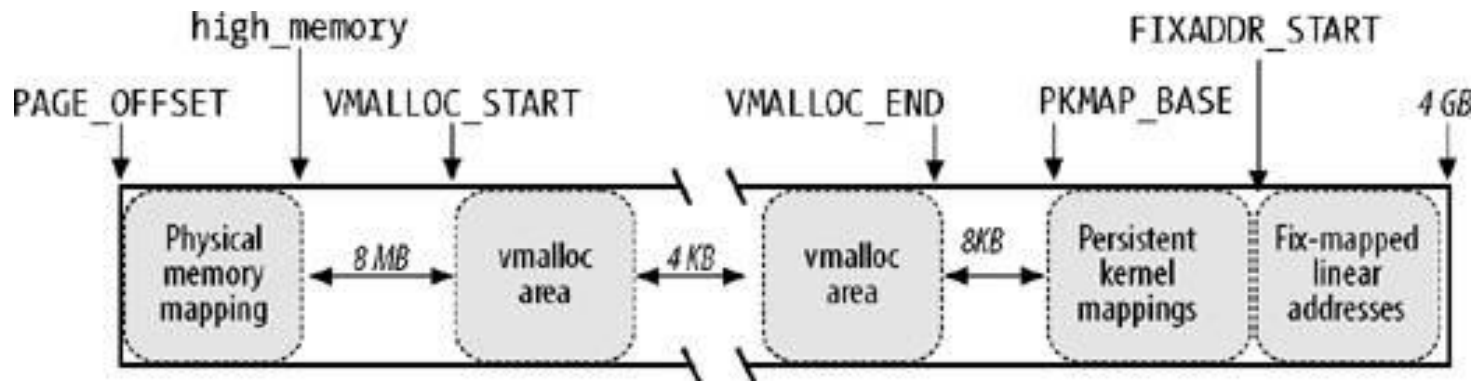 high_memory FIXADDR_START
PAGE_OFFSET VMALLOC_START VMALLOC_END PKMAP_BASE 4 GB
Physical
memory
mapping
8 MB
vmalloc
area
4 KB
vmalloc
area
8KB
Persistent
kernel
mappings
Fix-mapped
linear
addresses